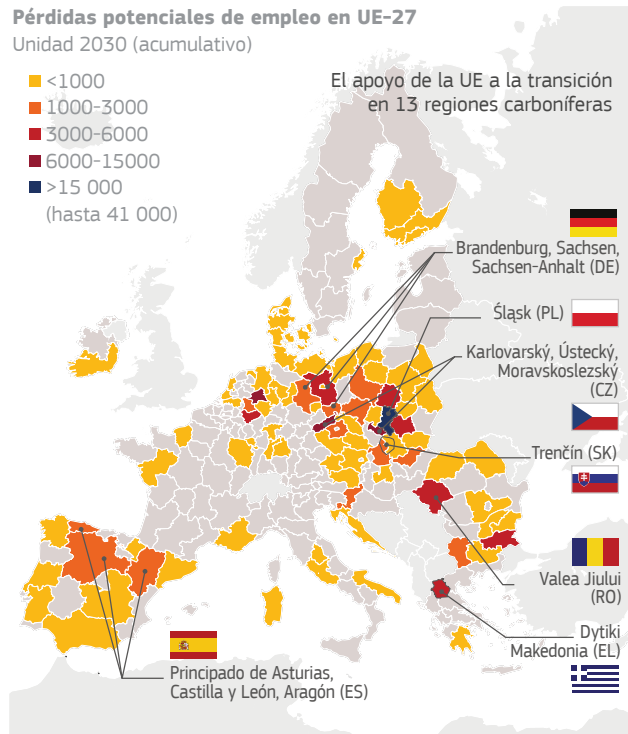 Pérdidas potenciales de empleo en UE-27
Unidad 2030 (acumulativo)
<1000
1000-3000
3000-6000
6000-15000
>15 000
(hasta 41 000)
El apoyo de la UE a la transición
en 13 regiones carboníferas
Brandenburg, Sachsen,
Sachsen-Anhalt (DE)
Śląsk (PL)
Karlovarský, Ústecký,
Moravskoslezský
(CZ)
Trenčín (SK)
Valea Jiului
(RO)
Dytiki
Makedonia (EL)
Principado de Asturias,
Castilla y León, Aragón (ES)